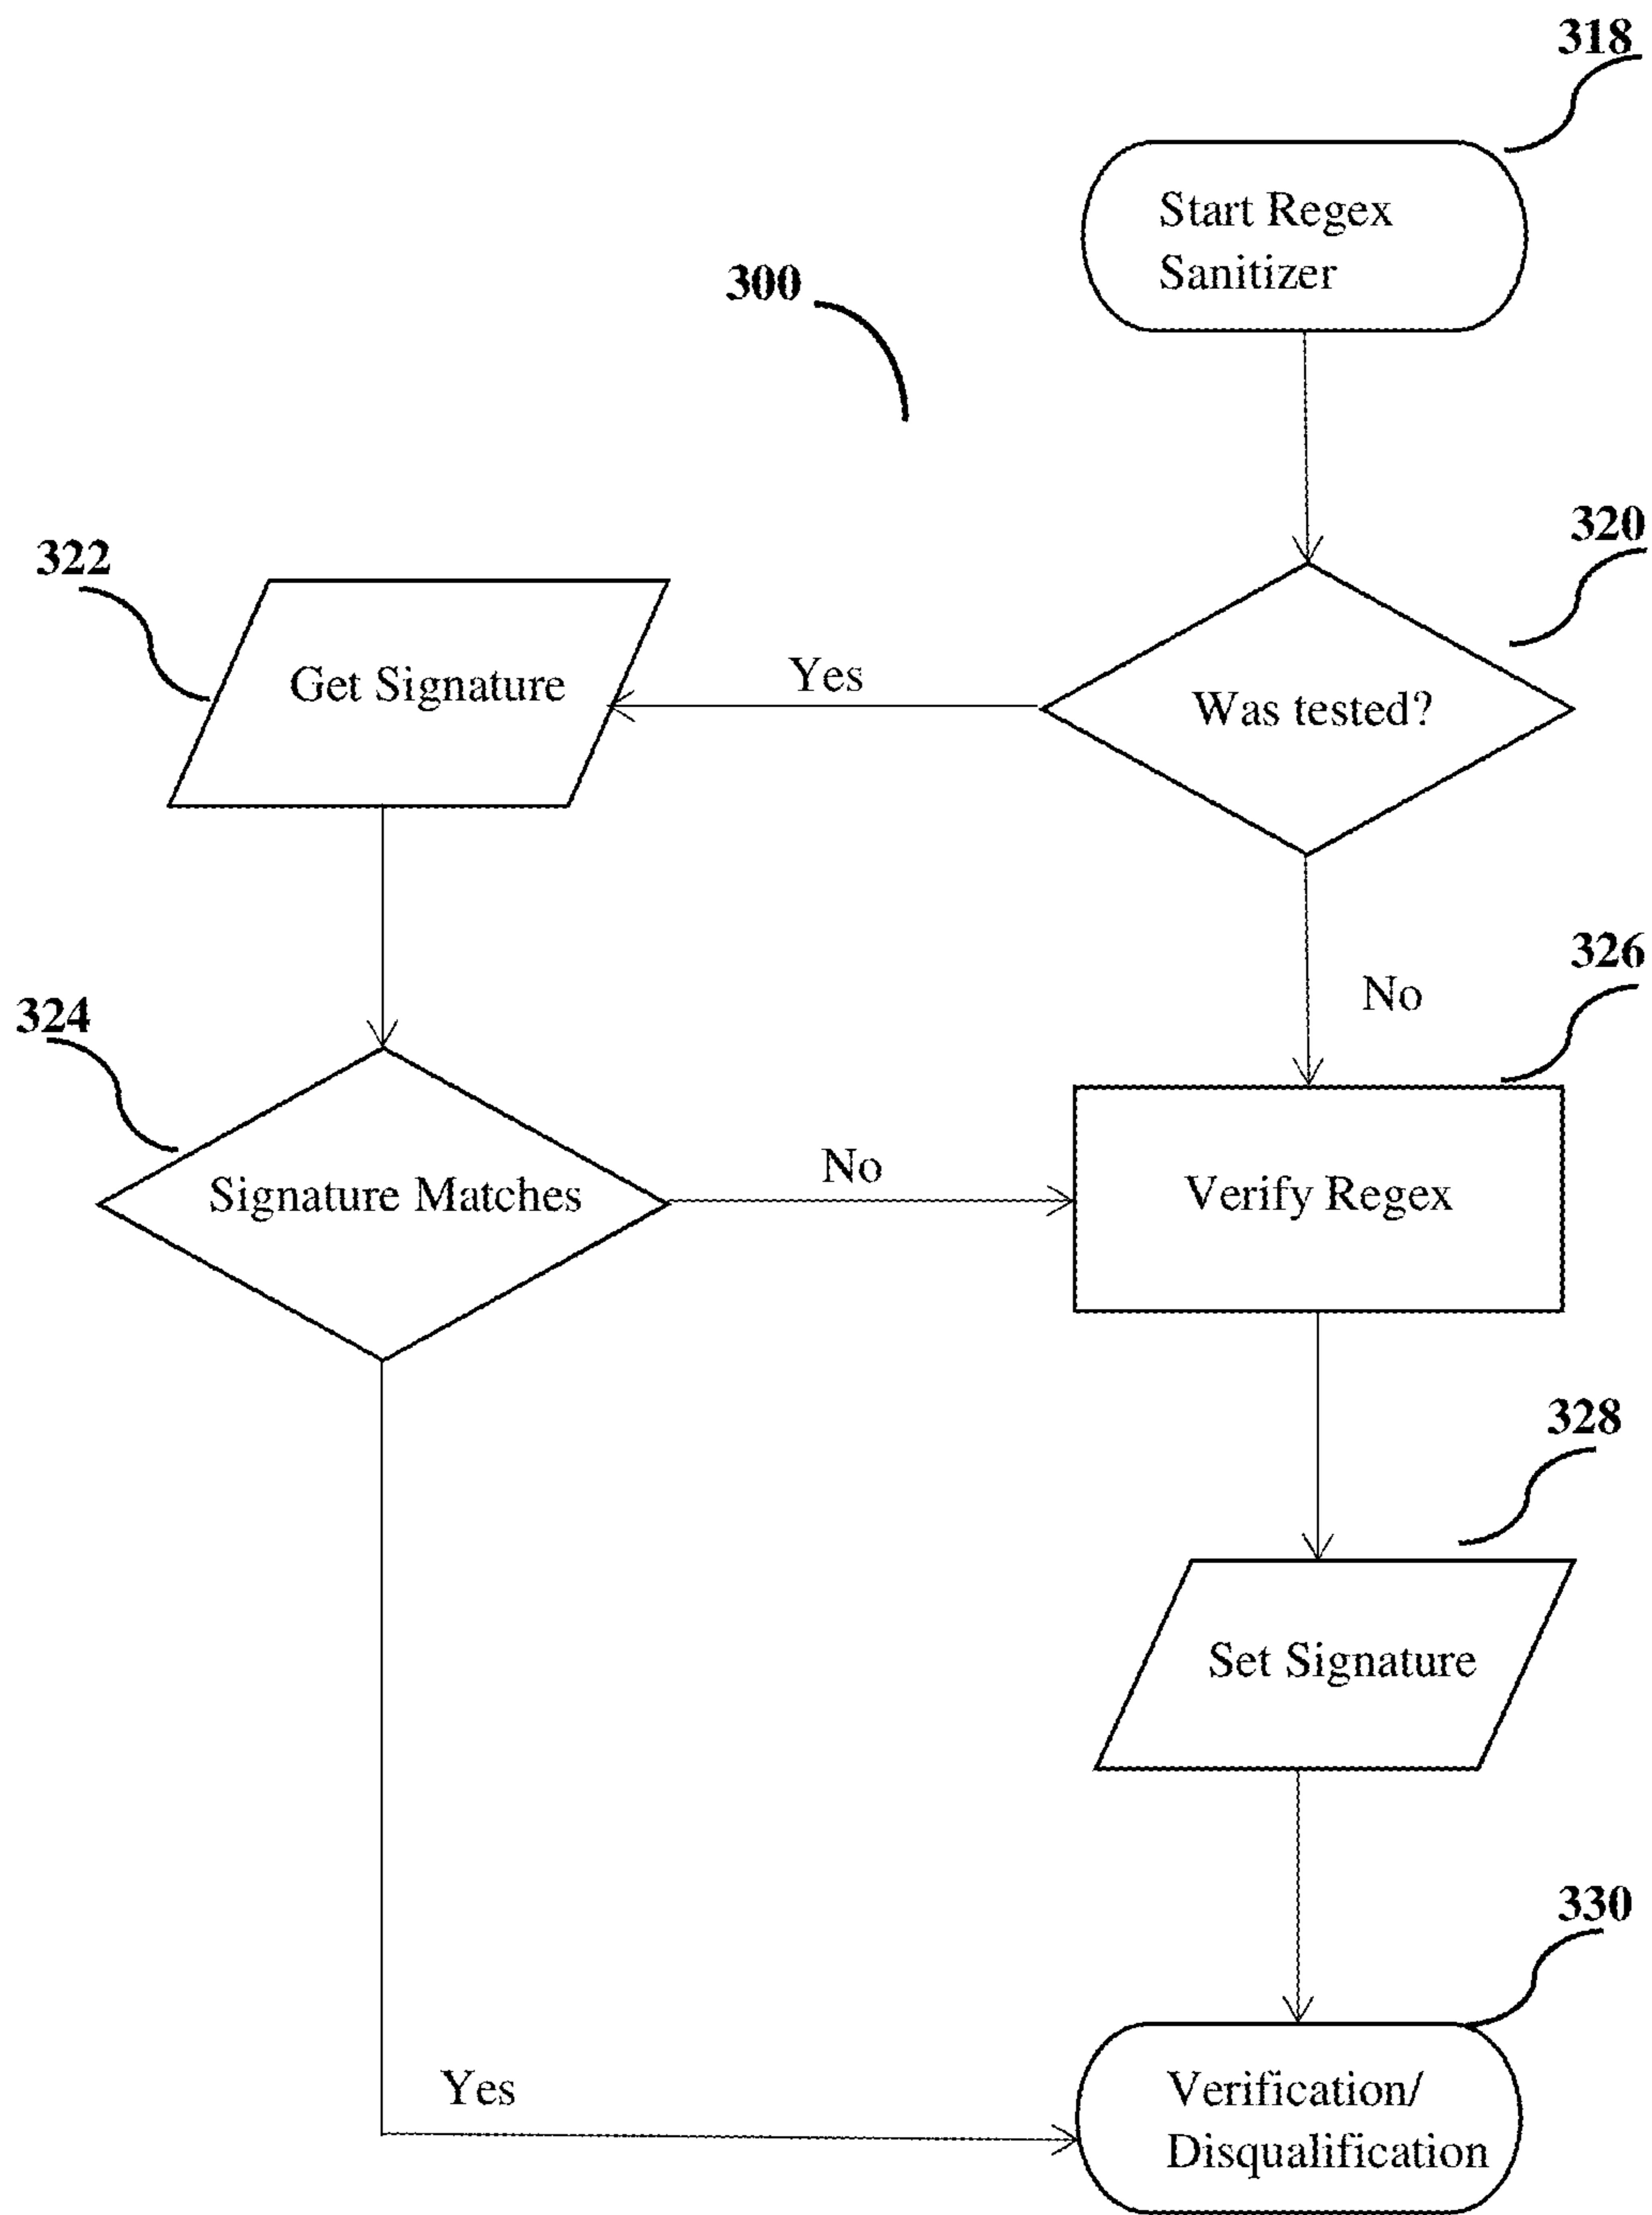 318
Start Regex
Sanitizer
300
320
322
Get Signature
Yes
Was tested?
326
No
324
Signature Matches
No
Verify Regex
328
Set Signature
330
Yes
Verification/
Disqualification